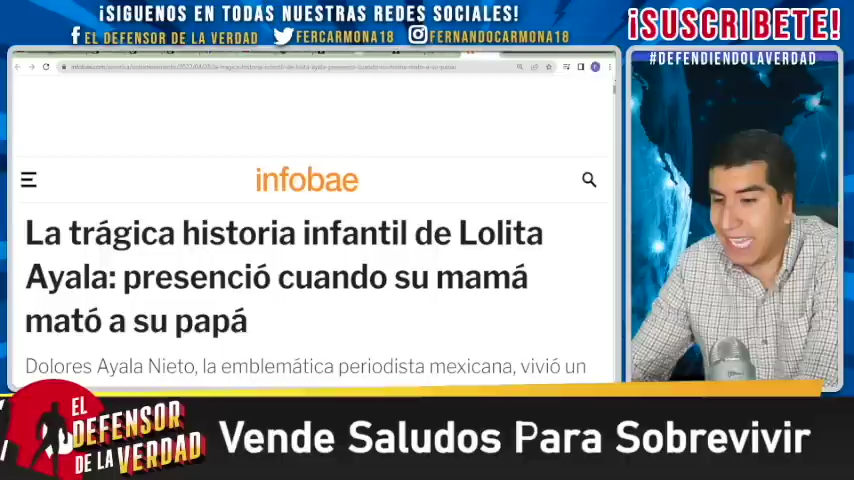 ¡SIGUENOS EN TODAS NUESTRAS REDES SOCIALES!
EL DEFENSOR DE LA VERDAD FERCARMONA18 FERNANDOCARMONA18
¡SUSCRIBETE!
#DEFENDIENDOLAVERDAD
infobae
La trágica historia infantil de Lolita
Ayala: presenció cuando su mamá
mató a su papá
Dolores Ayala Nieto, la emblemática periodista mexicana, vivió un
EL
DEFENSOR
DE LA VERDAD
Vende Saludos Para Sobrevivir